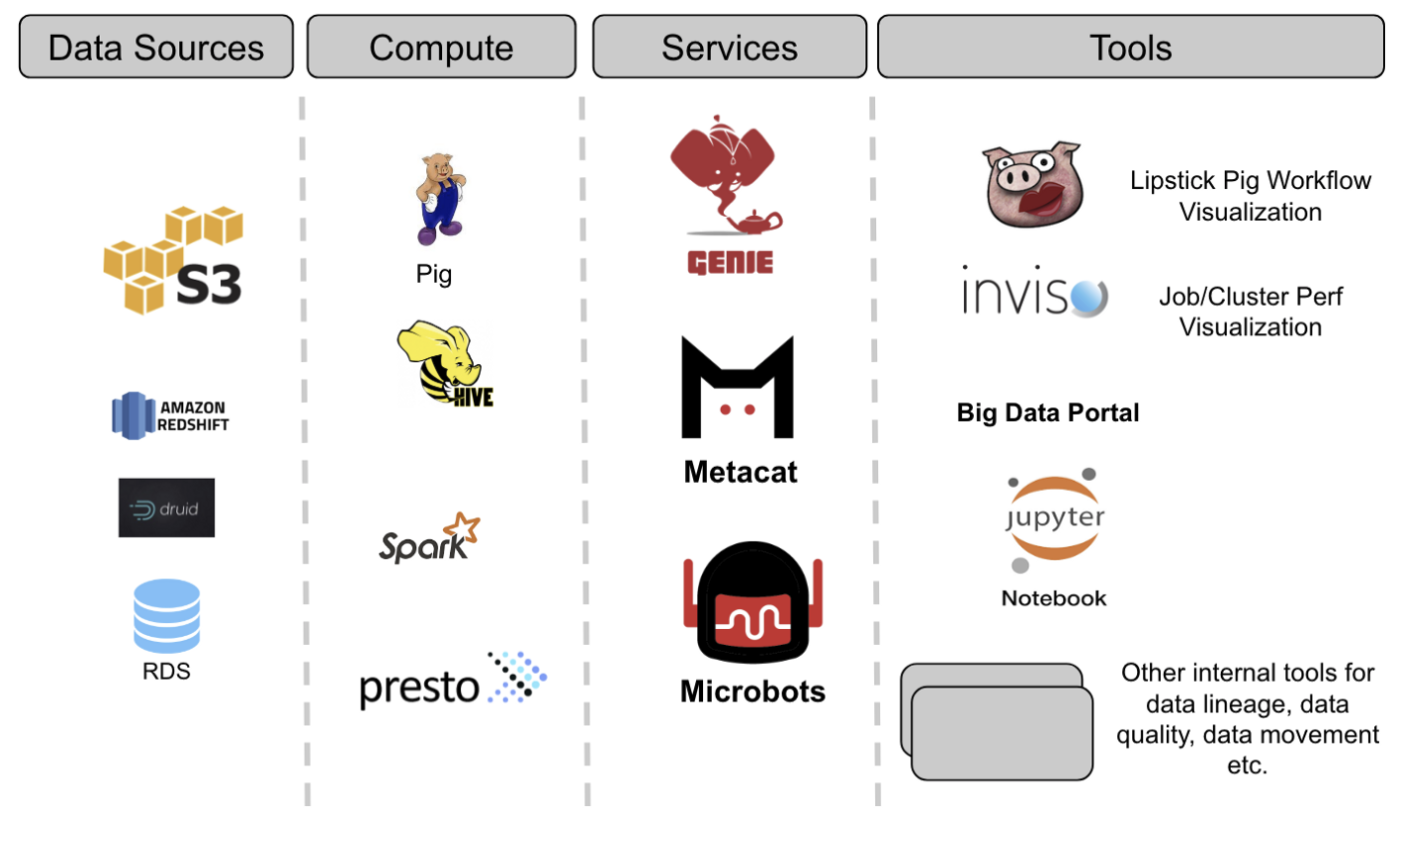 Data Sources
Compute
Services
Tools
S3
AMAZON
REDSHIFT
druid
RDS
Pig
HIVE
Spark
presto
GENIE
Metacat
Microbots
Lipstick Pig Workflow
Visualization
inviso
Job/Cluster Perf
Visualization
Big Data Portal
jupyter
Notebook
Other internal tools for
data lineage, data
quality, data movement
etc.